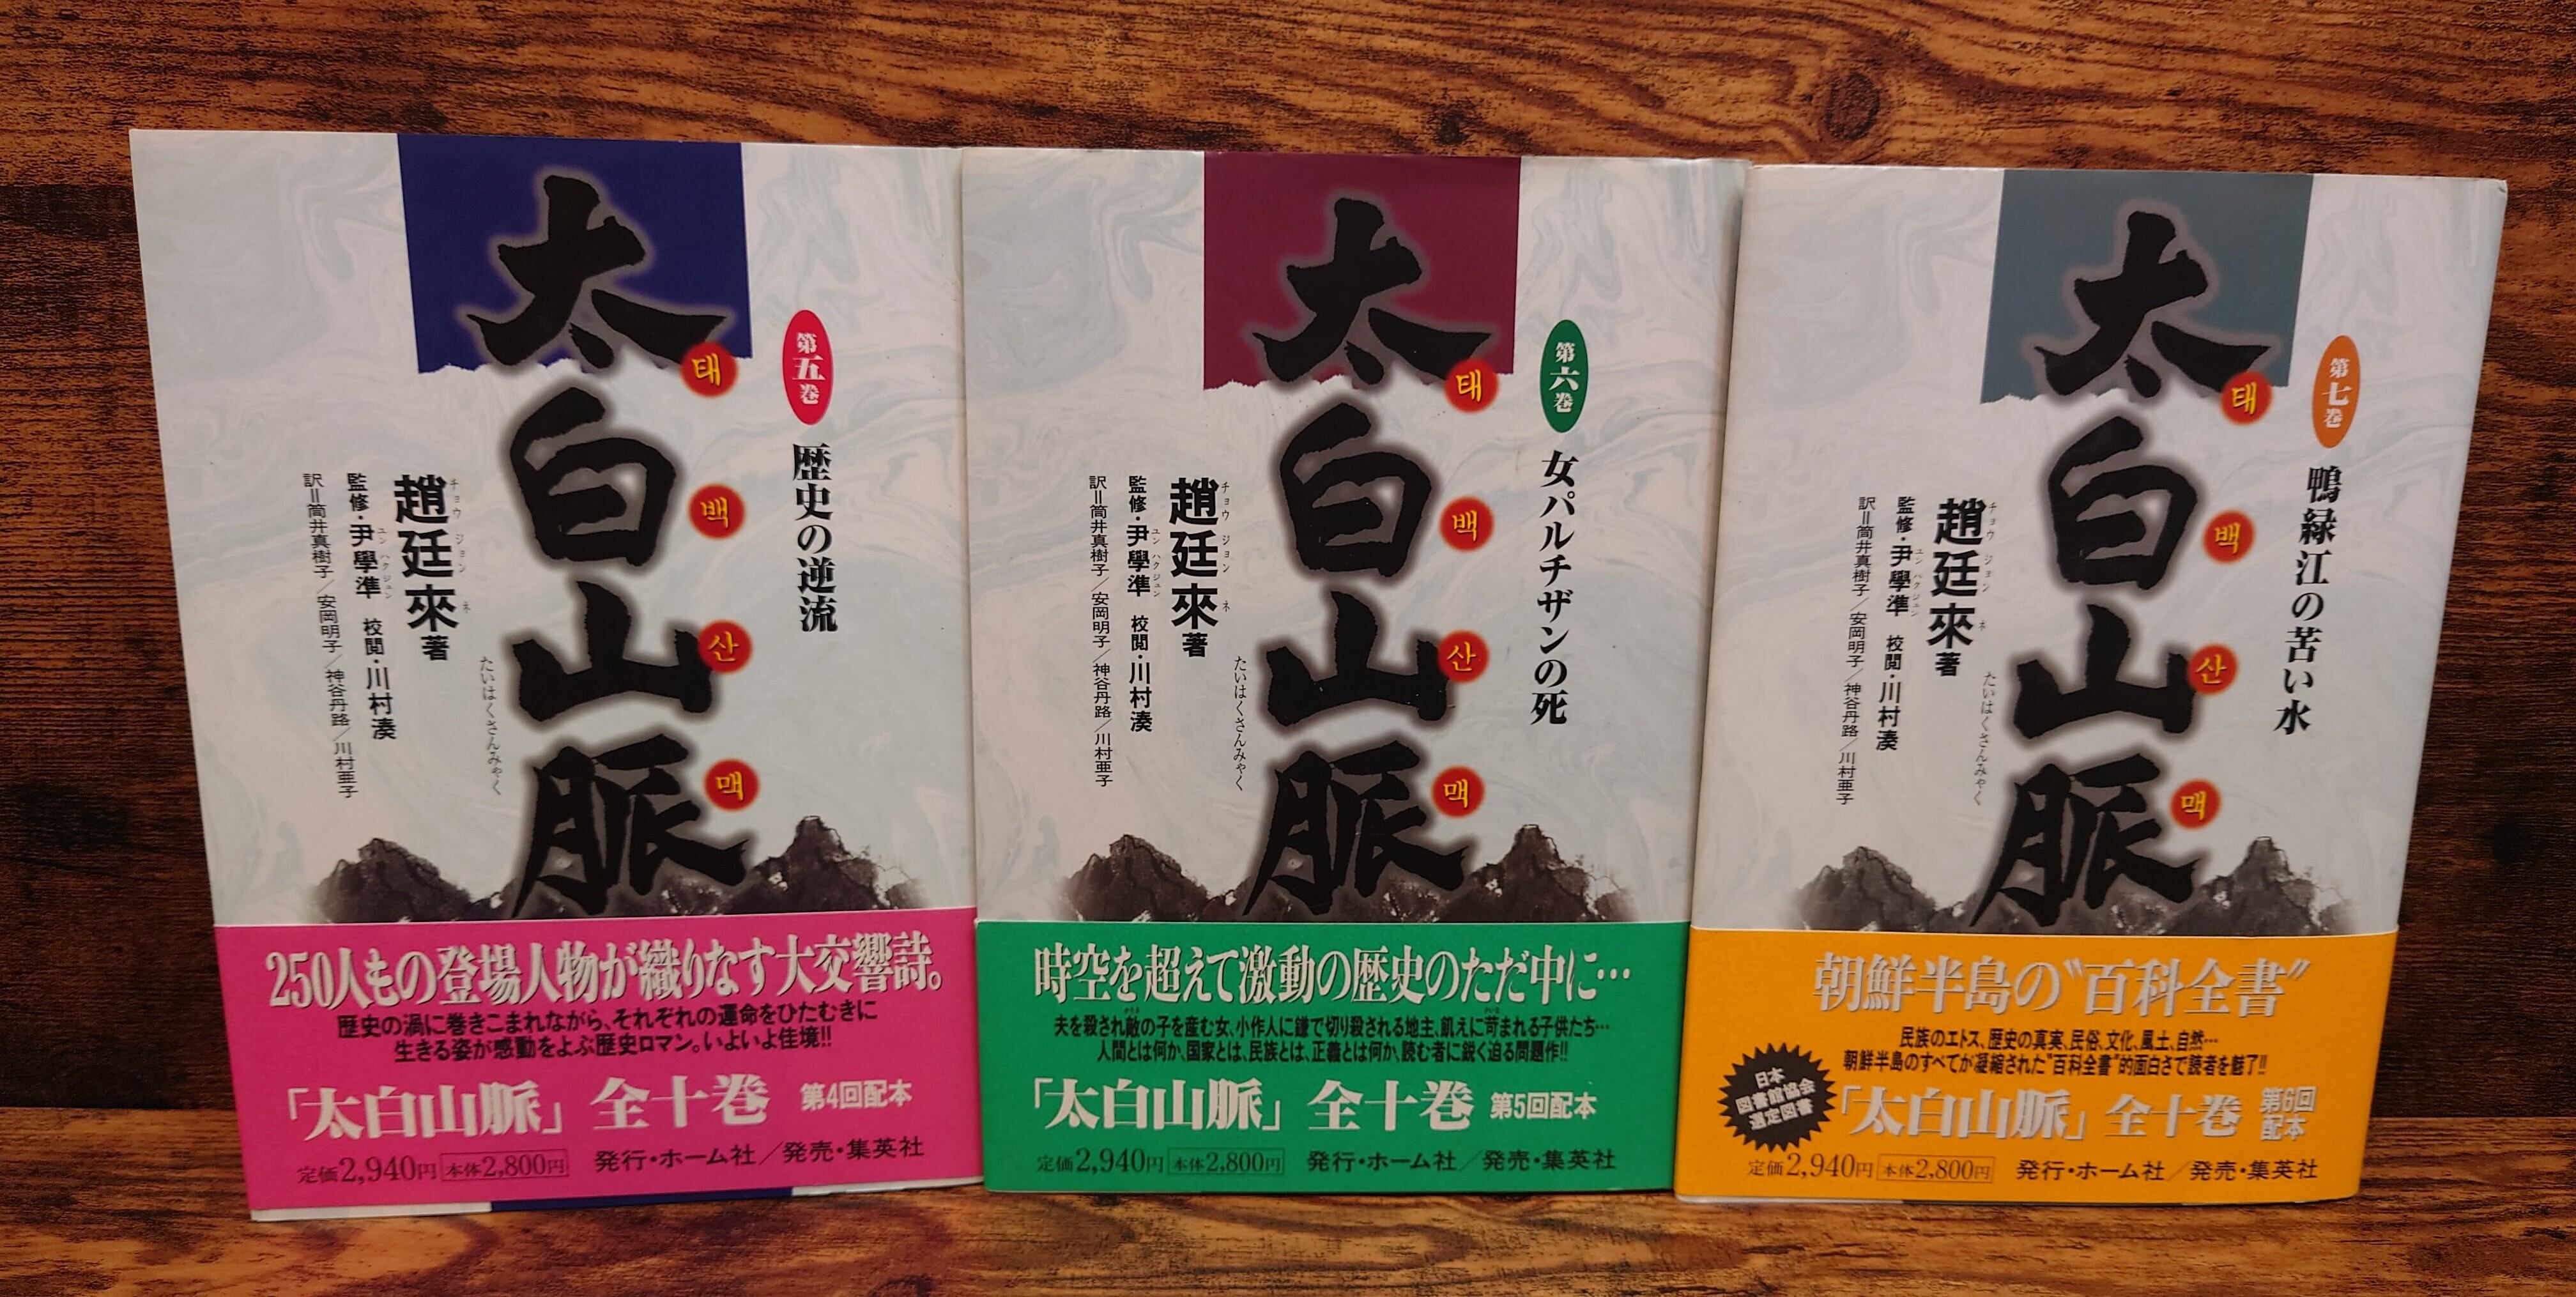 太白山脈
태백산맥
第五巻
歴史の逆流
たいはくさんみゃく
チョウ ジョン ネ
趙廷來著
ユン ハクジュン
監修・尹學準 校閲・川村湊
訳=筒井真樹子/安岡明子/神谷丹路/川村亜子
250人もの登場人物が織りなす大交響詩。
歴史の渦に巻きこまれながら、それぞれの運命をひたむきに
生きる姿が感動をよぶ歴史ロマン。いよいよ佳境!!
「太白山脈」全十巻 第4回配本
定価2,940円 本体2,800円 発行・ホーム社/発売・集英社
太白山脈
태백산맥
第六巻
女パルチザンの死
たいはくさんみゃく
チョウ ジョン ネ
趙廷來著
ユン ハクジュン
監修・尹學準 校閲・川村湊
訳=筒井真樹子/安岡明子/神谷丹路/川村亜子
時空を超えて激動の歴史のただ中に…
夫を殺され敵の子を産む女、小作人に鎌で切り殺される地主、飢えに苛まれる子供たち…
人間とは何か、国家とは、民族とは、正義とは何か、読む者に鋭く迫る問題作!!
「太白山脈」全十巻 第5回配本
定価2,940円 本体2,800円 発行・ホーム社/発売・集英社
太白山脈
태백산맥
第七巻
鴨緑江の苦い水
たいはくさんみゃく
チョウ ジョン ネ
趙廷來著
ユン ハクジュン
監修・尹學準 校閲・川村湊
訳=筒井真樹子/安岡明子/神谷丹路/川村亜子
朝鮮半島の"百科全書"
民族のエトス、歴史の真実、民俗、文化、風土、自然…
朝鮮半島のすべてが凝縮された"百科全書"的面白さで読者を魅了!!
日本
図書館協会
選定図書
「太白山脈」全十巻 第6回
配本
定価2,940円 本体2,800円 発行・ホーム社/発売・集英社